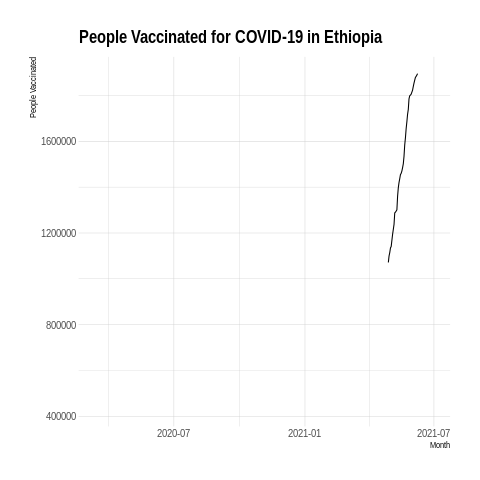 People Vaccinated for COVID-19 in Ethiopia
People Vaccinated
1600000
1200000
800000
400000
2020-07 2021-01 2021-07
Month